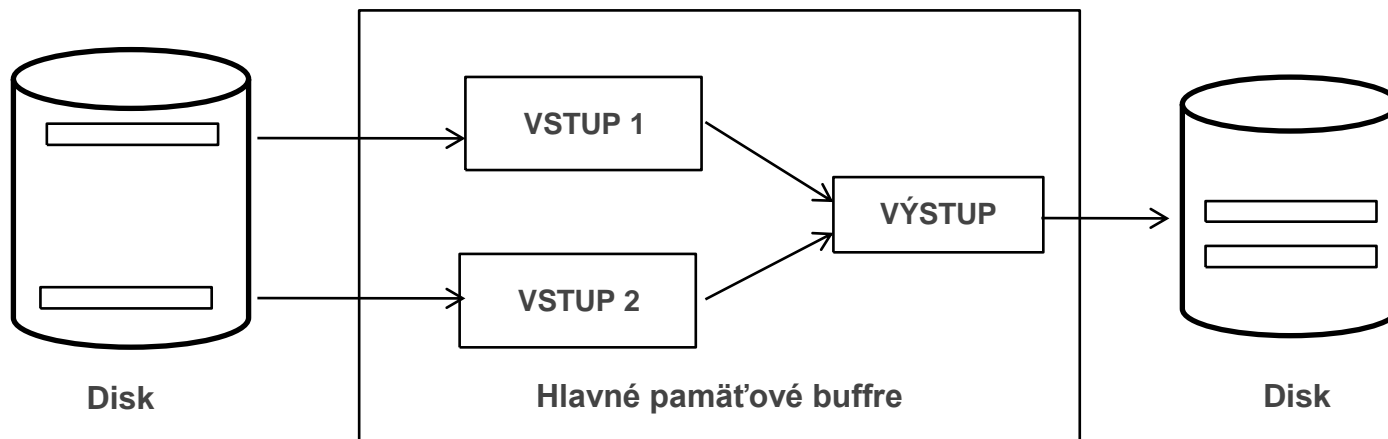 VSTUP 1
VÝSTUP
VSTUP 2
Disk
Hlavné pamäťové buffre
Disk